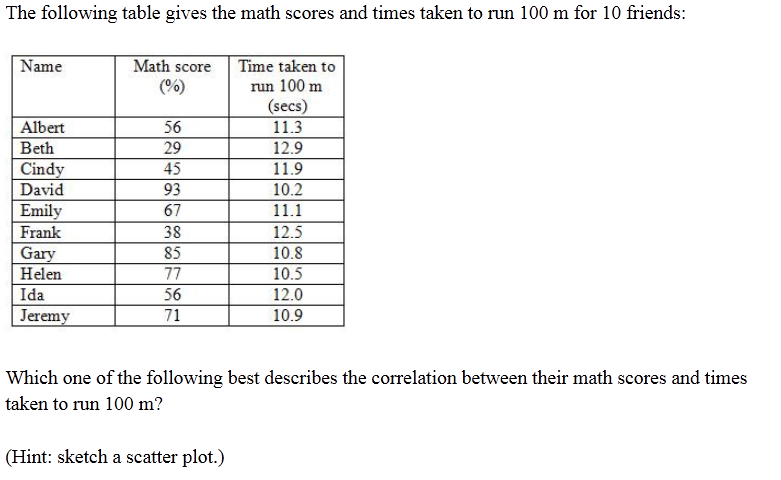 The following table gives the math scores and times taken to run 100 m for 10 friends:
Name Math score (%) Time taken to run 100 m (secs)
Albert 56 11.3
Beth 29 12.9
Cindy 45 11.9
David 93 10.2
Emily 67 11.1
Frank 38 12.5
Gary 85 10.8
Helen 77 10.5
Ida 56 12.0
Jeremy 71 10.9
Which one of the following best describes the correlation between their math scores and times
taken to run 100 m?
(Hint: sketch a scatter plot.)